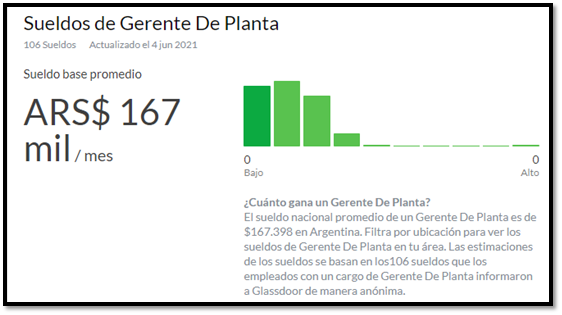 Sueldos de Gerente De Planta
106 Sueldos Actualizado el 4 jun 2021
Sueldo base promedio
ARS$ 167
mil / mes
0 0
Bajo Alto
¿Cuánto gana un Gerente De Planta?
El sueldo nacional promedio de un Gerente De Planta es de
$167.398 en Argentina. Filtra por ubicación para ver los
sueldos de Gerente De Planta en tu área. Las estimaciones
de los sueldos se basan en los106 sueldos que los
empleados con un cargo de Gerente De Planta informaron
a Glassdoor de manera anónima.